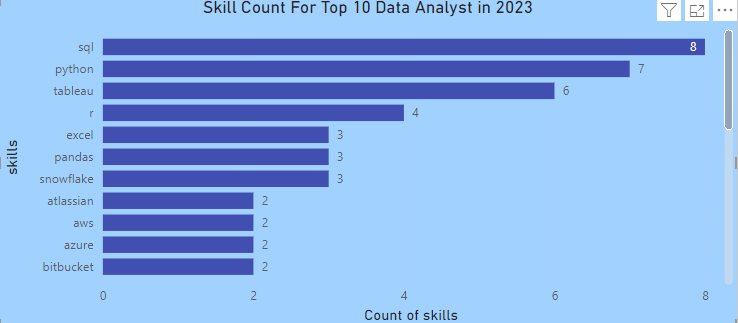 Skill Count For Top 10 Data Analyst in 2023
skills
sql 8
python 7
tableau 6
r 4
excel 3
pandas 3
snowflake 3
atlassian 2
aws 2
azure 2
bitbucket 2
0 2 4 6 8
Count of skills